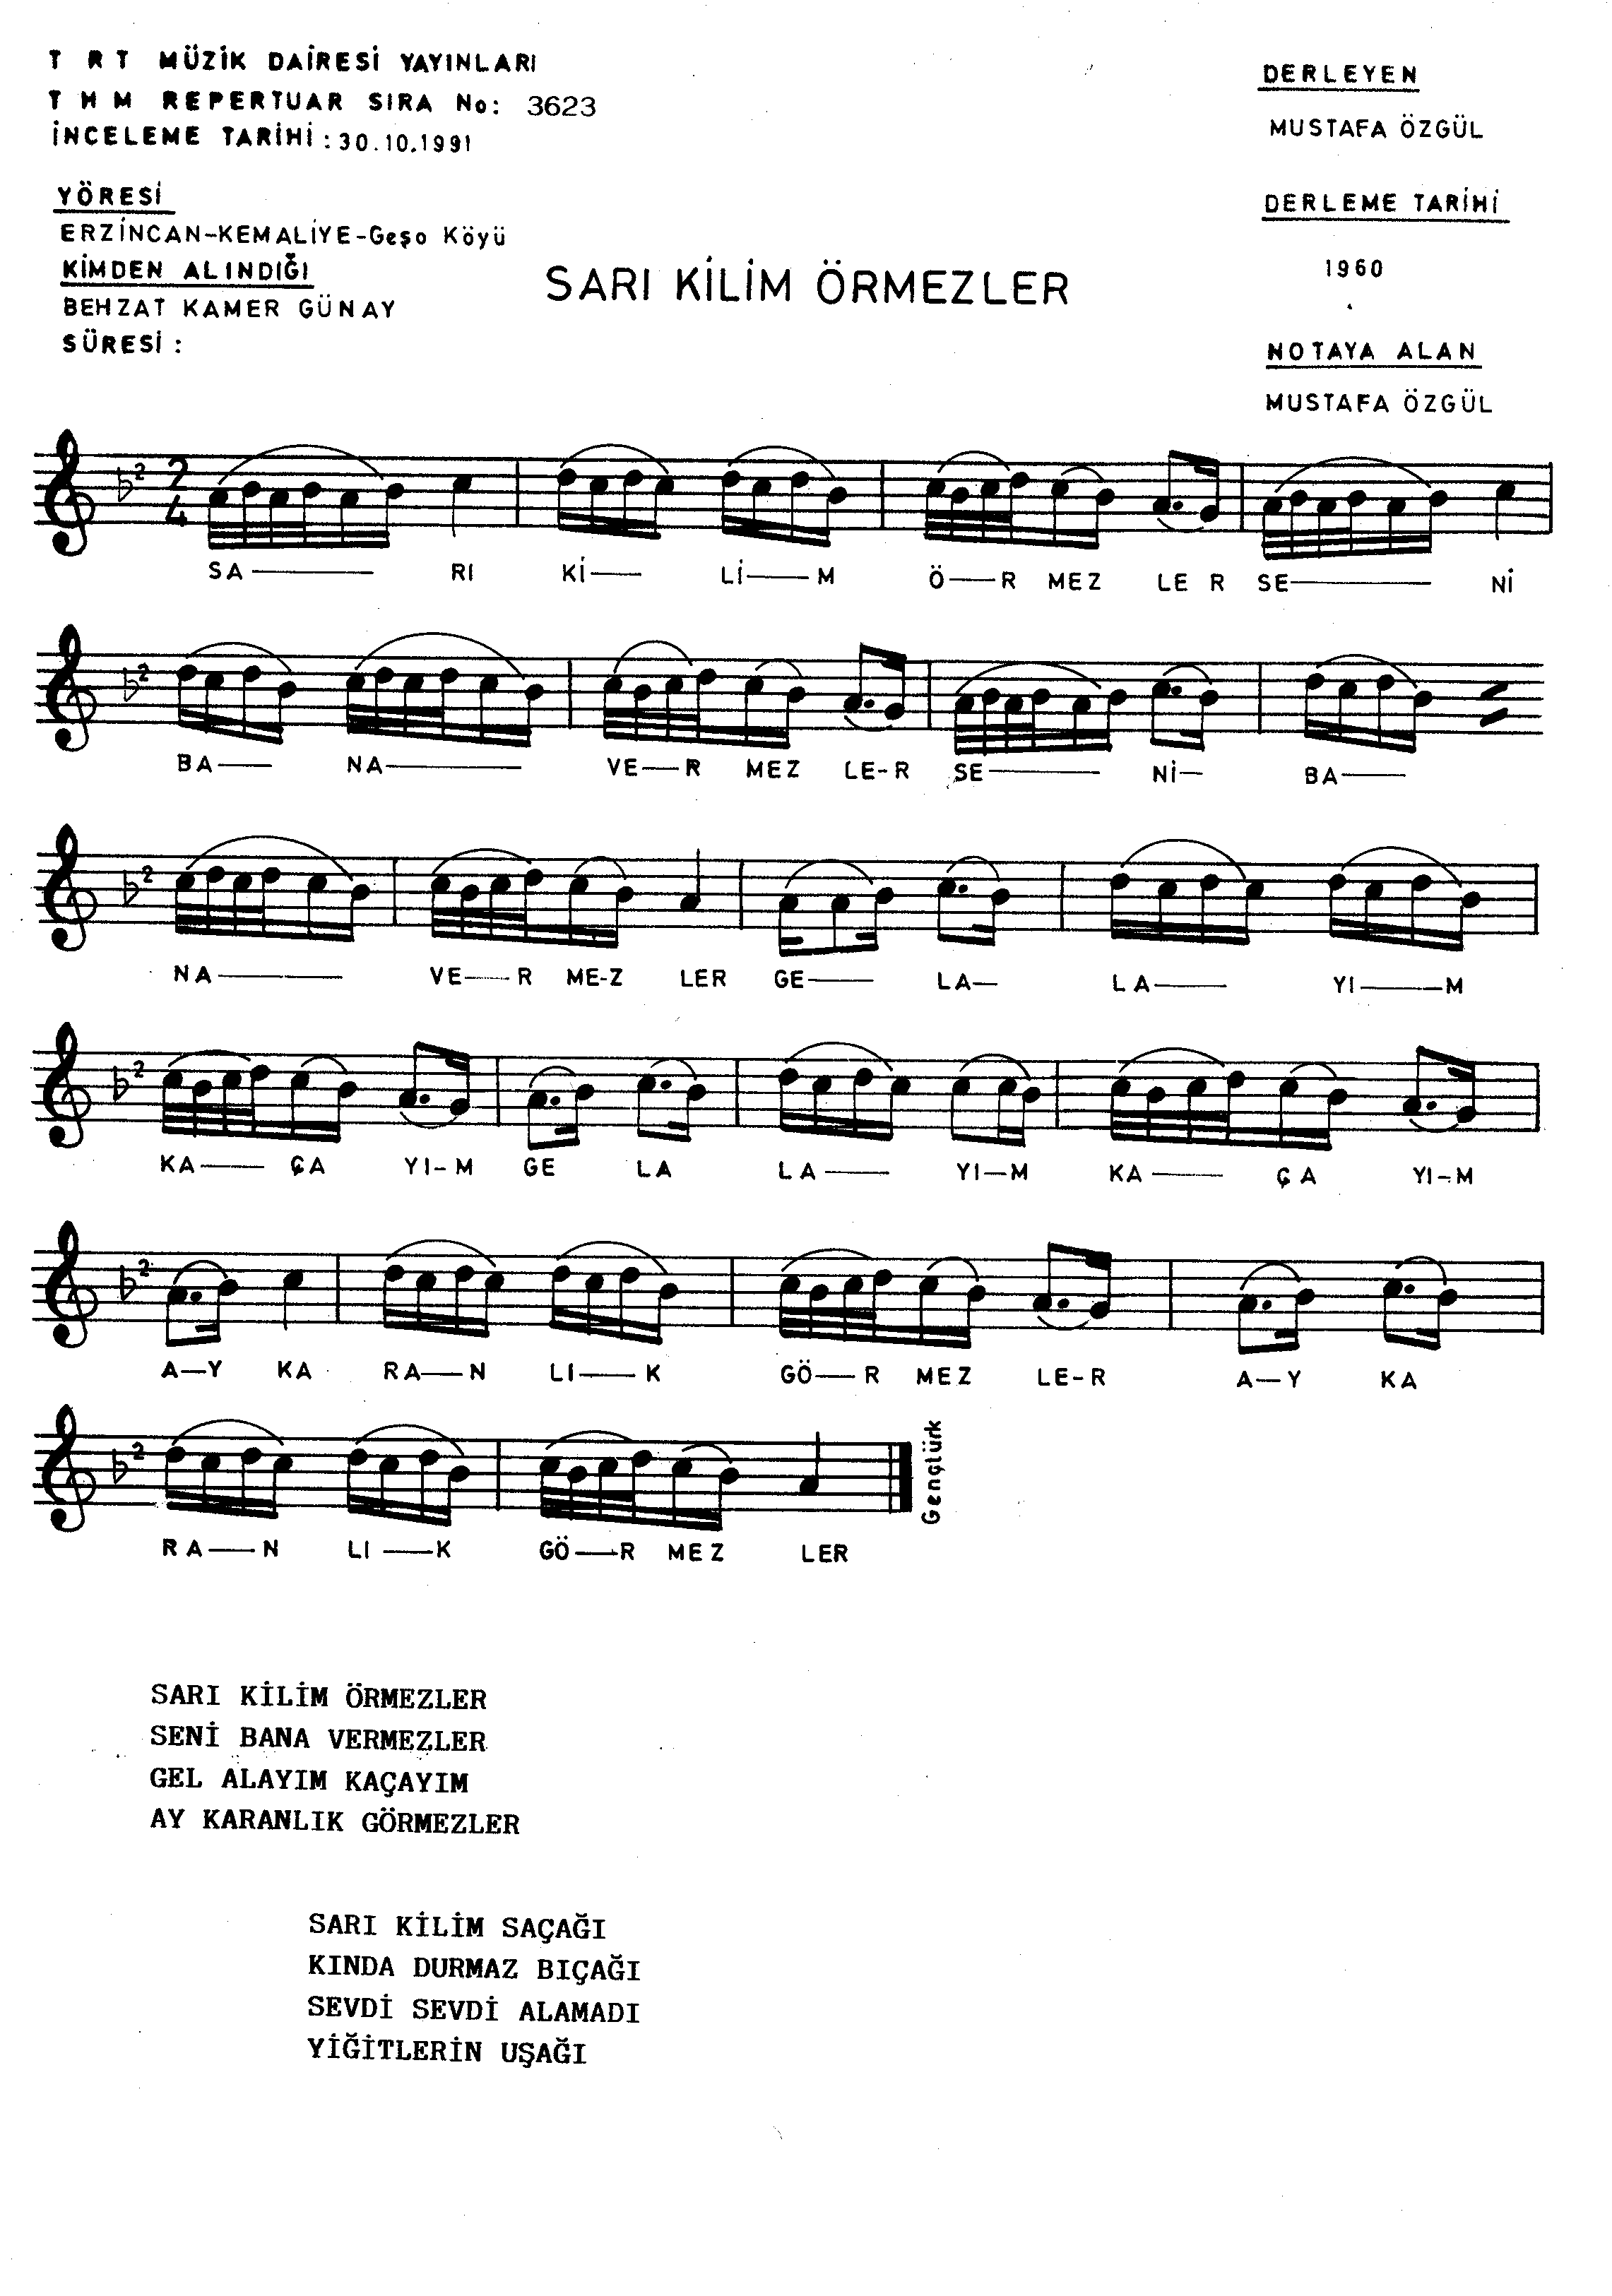 T R T MÜZİK DAİRESİ YAYINLARI
T H M REPERTUAR SIRA No: 3623
İNCELEME TARİHİ : 30.10.1991
YÖRESİ
ERZİNCAN-KEMALİYE-Geşo Köyü
KİMDEN ALINDIĞI
BEHZAT KAMER GÜNAY
SÜRESİ :
DERLEYEN
MUSTAFA ÖZGÜL
DERLEME TARİHİ
1960
NOTAYA ALAN
MUSTAFA ÖZGÜL
SARI KİLİM ÖRMEZLER
2 2 4
SA — RI Kİ — Lİ — M Ö — R MEZ LE R SE — Nİ
2
BA — NA — VE — R MEZ LE-R SE — Nİ — BA —
2
NA — VE — R ME-Z LER GE — LA — LA — YI — M
2
KA — ÇA YI-M GE LA LA — YI-M KA — ÇA YI-M
2
A-Y KA RA — N LI — K GÖ — R MEZ LE-R A — Y KA
2
RA — N LI — K GÖ — R MEZ LER
Gençtürk
SARI KİLİM ÖRMEZLER
SENİ BANA VERMEZLER
GEL ALAYIM KAÇAYIM
AY KARANLIK GÖRMEZLER
SARI KİLİM SAÇAĞI
KINDA DURMAZ BIÇAĞI
SEVDİ SEVDİ ALAMADI
YİĞİTLERİN UŞAĞI